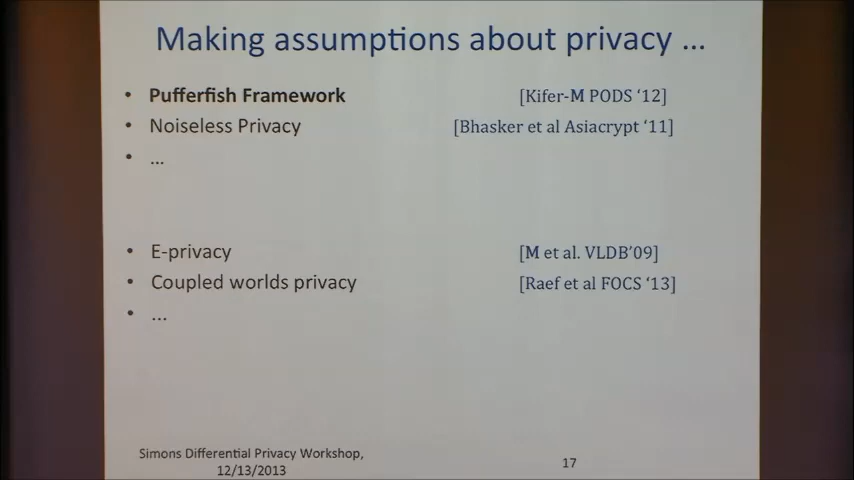 Making assumptions about privacy ...
• Pufferfish Framework [Kifer-M PODS ‘12]
• Noiseless Privacy [Bhasker et al Asiacrypt ‘11]
• ...
• E-privacy [M et al. VLDB’09]
• Coupled worlds privacy [Raef et al FOCS ‘13]
• ...
Simons Differential Privacy Workshop,
12/13/2013
17